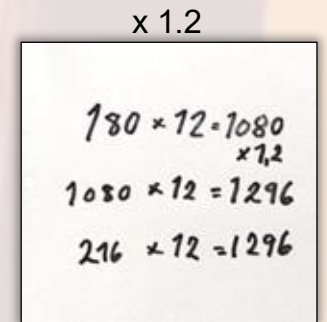 x 1.2
180 × 12 = 1080
× 1,2
1080 × 12 = 1296
216 × 12 = 1296